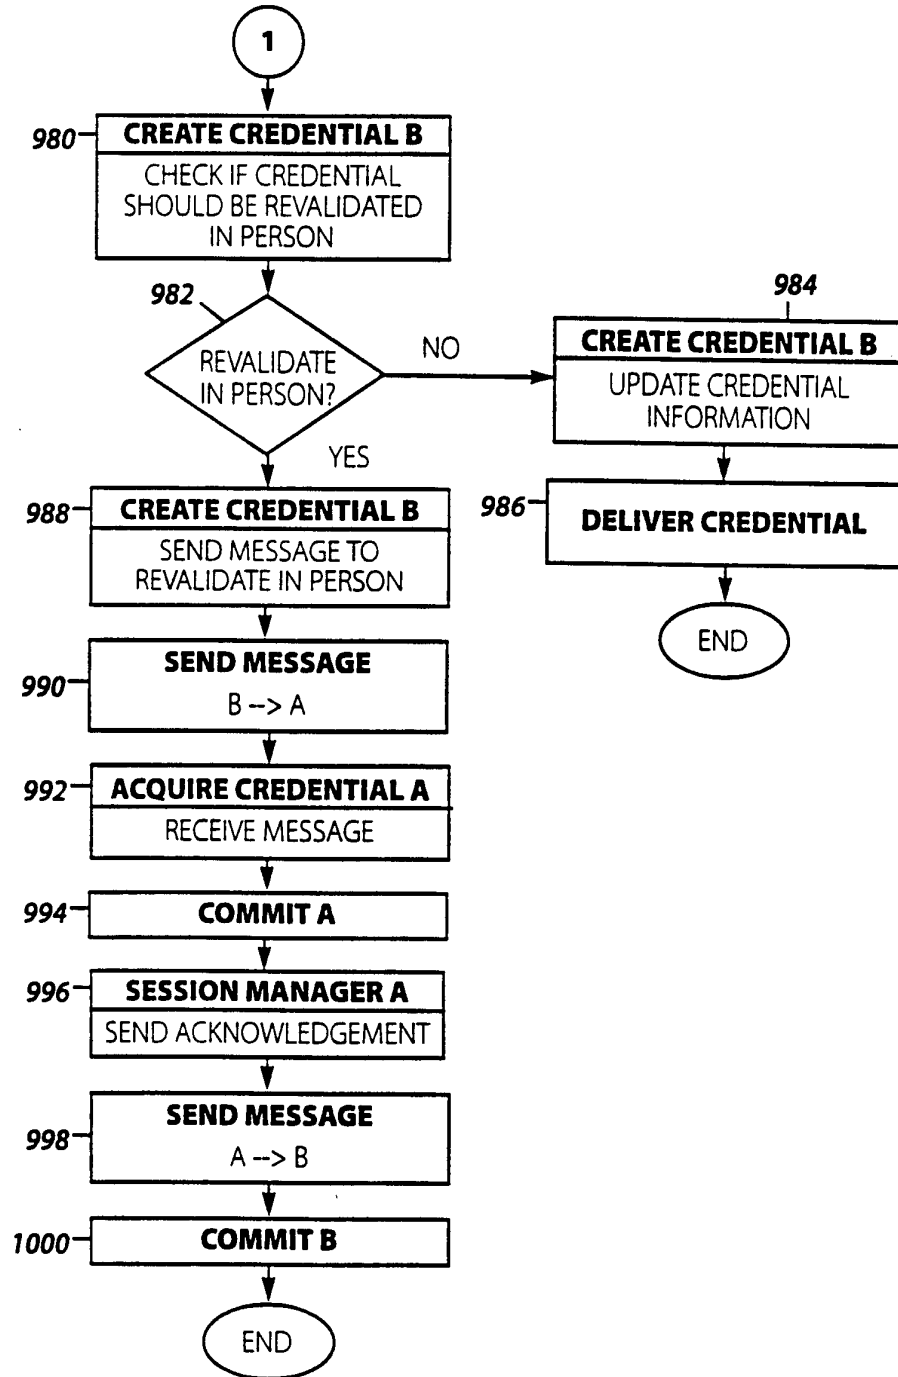 1
980
CREATE CREDENTIAL B
CHECK IF CREDENTIAL
SHOULD BE REVALIDATED
IN PERSON
982
REVALIDATE
IN PERSON?
NO
YES
984
CREATE CREDENTIAL B
UPDATE CREDENTIAL
INFORMATION
986
DELIVER CREDENTIAL
END
988
CREATE CREDENTIAL B
SEND MESSAGE TO
REVALIDATE IN PERSON
990
SEND MESSAGE
B --> A
992
ACQUIRE CREDENTIAL A
RECEIVE MESSAGE
994
COMMIT A
996
SESSION MANAGER A
SEND ACKNOWLEDGEMENT
998
SEND MESSAGE
A --> B
1000
COMMIT B
END